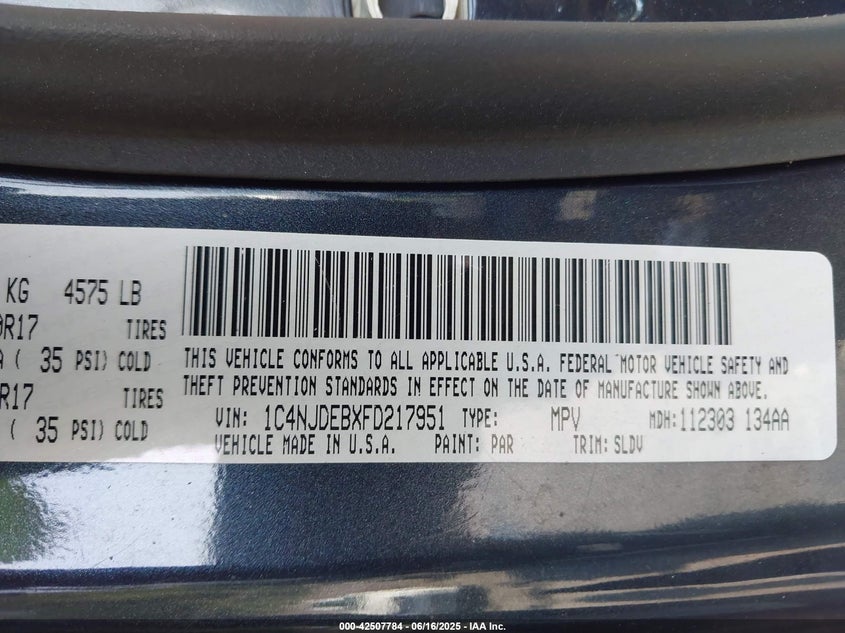 KG 4575 LB
0R17 TIRES
A ( 35 PSI) COLD
R17 TIRES
( 35 PSI) COLD
THIS VEHICLE CONFORMS TO ALL APPLICABLE U.S.A. FEDERAL MOTOR VEHICLE SAFETY AND
THEFT PREVENTION STANDARDS IN EFFECT ON THE DATE OF MANUFACTURE SHOWN ABOVE.
VIN: 1C4NJDEBXFD217951 TYPE: MPV MDH:112303 134AA
VEHICLE MADE IN U.S.A. PAINT: PAR TRIM: SLDV
000-42507784 - 06/16/2025 - IAA Inc.